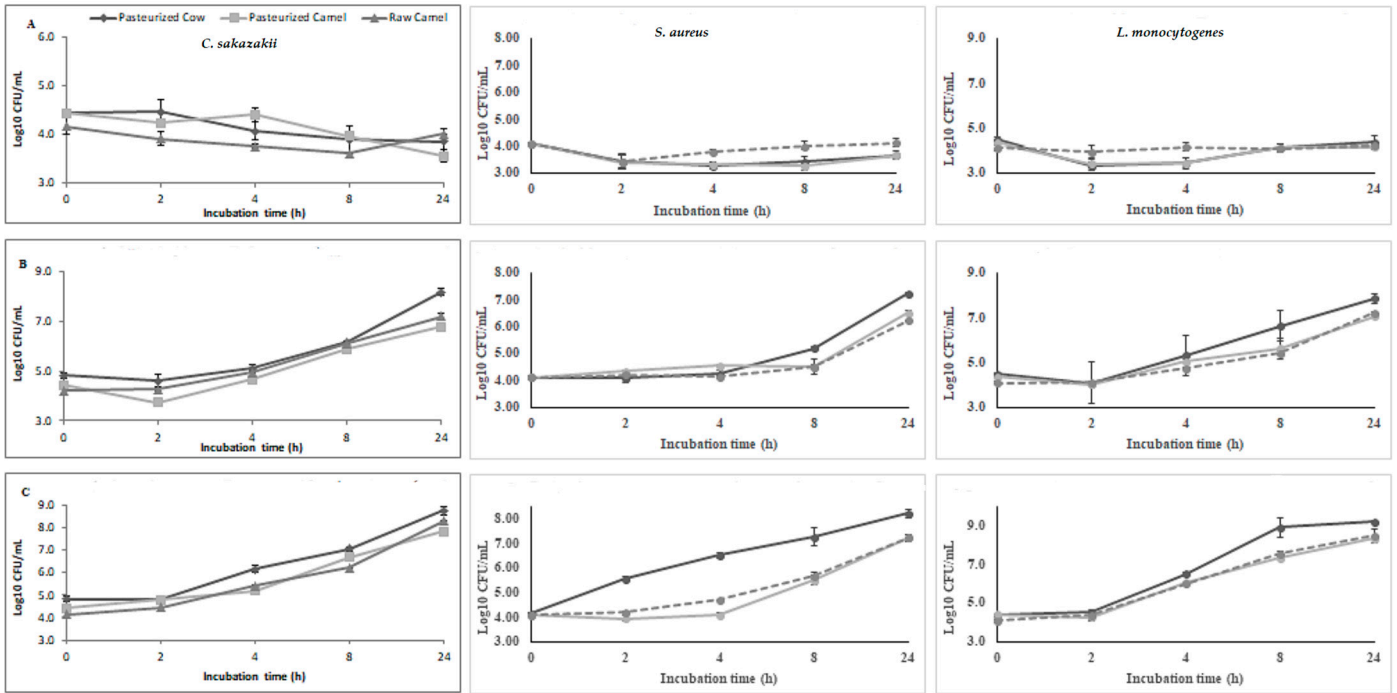 A
Pasteurized Cow Pasteurized Camel Raw Camel
C. sakazakii
Log10 CFU/mL
6.0
5.0
4.0
3.0
0 2 4 8 24
Incubation time (h)
S. aureus
Log10 CFU/mL
8.00
7.00
6.00
5.00
4.00
3.00
0 2 4 8 24
Incubation time (h)
L. monocytogenes
Log10 CFU/mL
9.0
7.0
5.0
3.0
0 2 4 8 24
Incubation time (h)
B
Log10 CFU/mL
9.0
7.0
5.0
3.0
0 2 4 8 24
Incubation time (h)
Log10 CFU/mL
8.00
7.00
6.00
5.00
4.00
3.00
0 2 4 8 24
Incubation time (h)
Log10 CFU/mL
9.0
7.0
5.0
3.0
0 2 4 8 24
Incubation time (h)
C
Log10 CFU/mL
9.0
8.0
7.0
6.0
5.0
4.0
3.0
0 2 4 8 24
Incubation time (h)
Log10 CFU/mL
8.00
7.00
6.00
5.00
4.00
3.00
0 2 4 8 24
Incubation time (h)
Log10 CFU/mL
9.0
7.0
5.0
3.0
0 2 4 8 24
Incubation time (h)